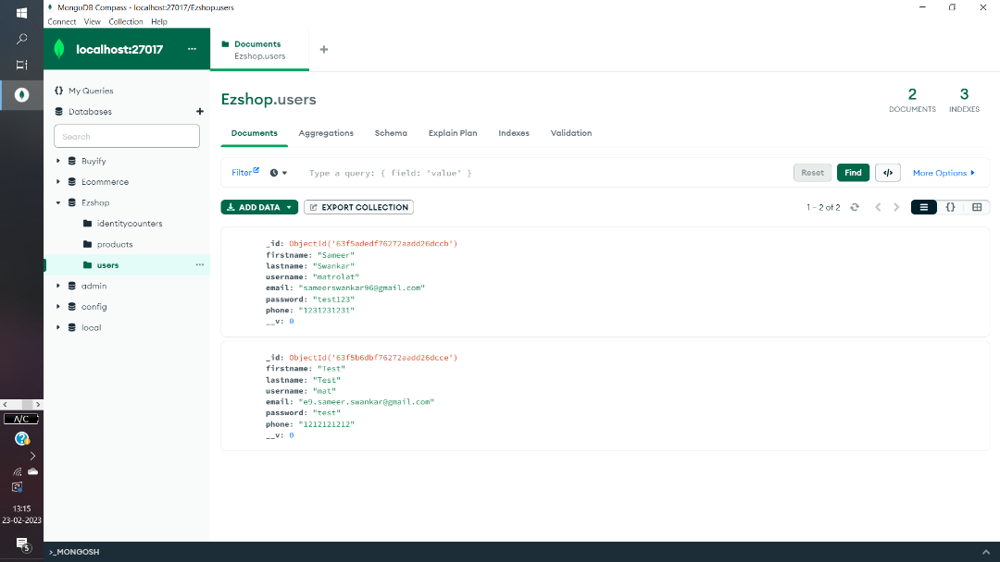 MongoDB Compass - localhost:27017/Ezshop.users
Connect View Collection Help
localhost:27017 ...
Documents
Ezshop.users
{} My Queries
Databases
Search
Buyify
Ecommerce
Ezshop
identitycounters
products
users ...
admin
config
local
Ezshop.users
2
DOCUMENTS
3
INDEXES
Documents Aggregations Schema Explain Plan Indexes Validation
Filter Type a query: { field: 'value' } Reset Find </> More Options
ADD DATA EXPORT COLLECTION 1 – 2 of 2 {}
_id: ObjectId('63f5adedf76272aadd26dccb')
firstname: "Sameer"
lastname: "Swankar"
username: "matrolat"
email: "sameerswankar96@gmail.com"
password: "test123"
phone: "1231231231"
__v: 0
_id: ObjectId('63f5b6dbf76272aadd26dcce')
firstname: "Test"
lastname: "Test"
username: "mat"
email: "e9.sameer.swankar@gmail.com"
password: "test"
phone: "1212121212"
__v: 0
A/C
13:15
23-02-2023
5
>_MONGOSH